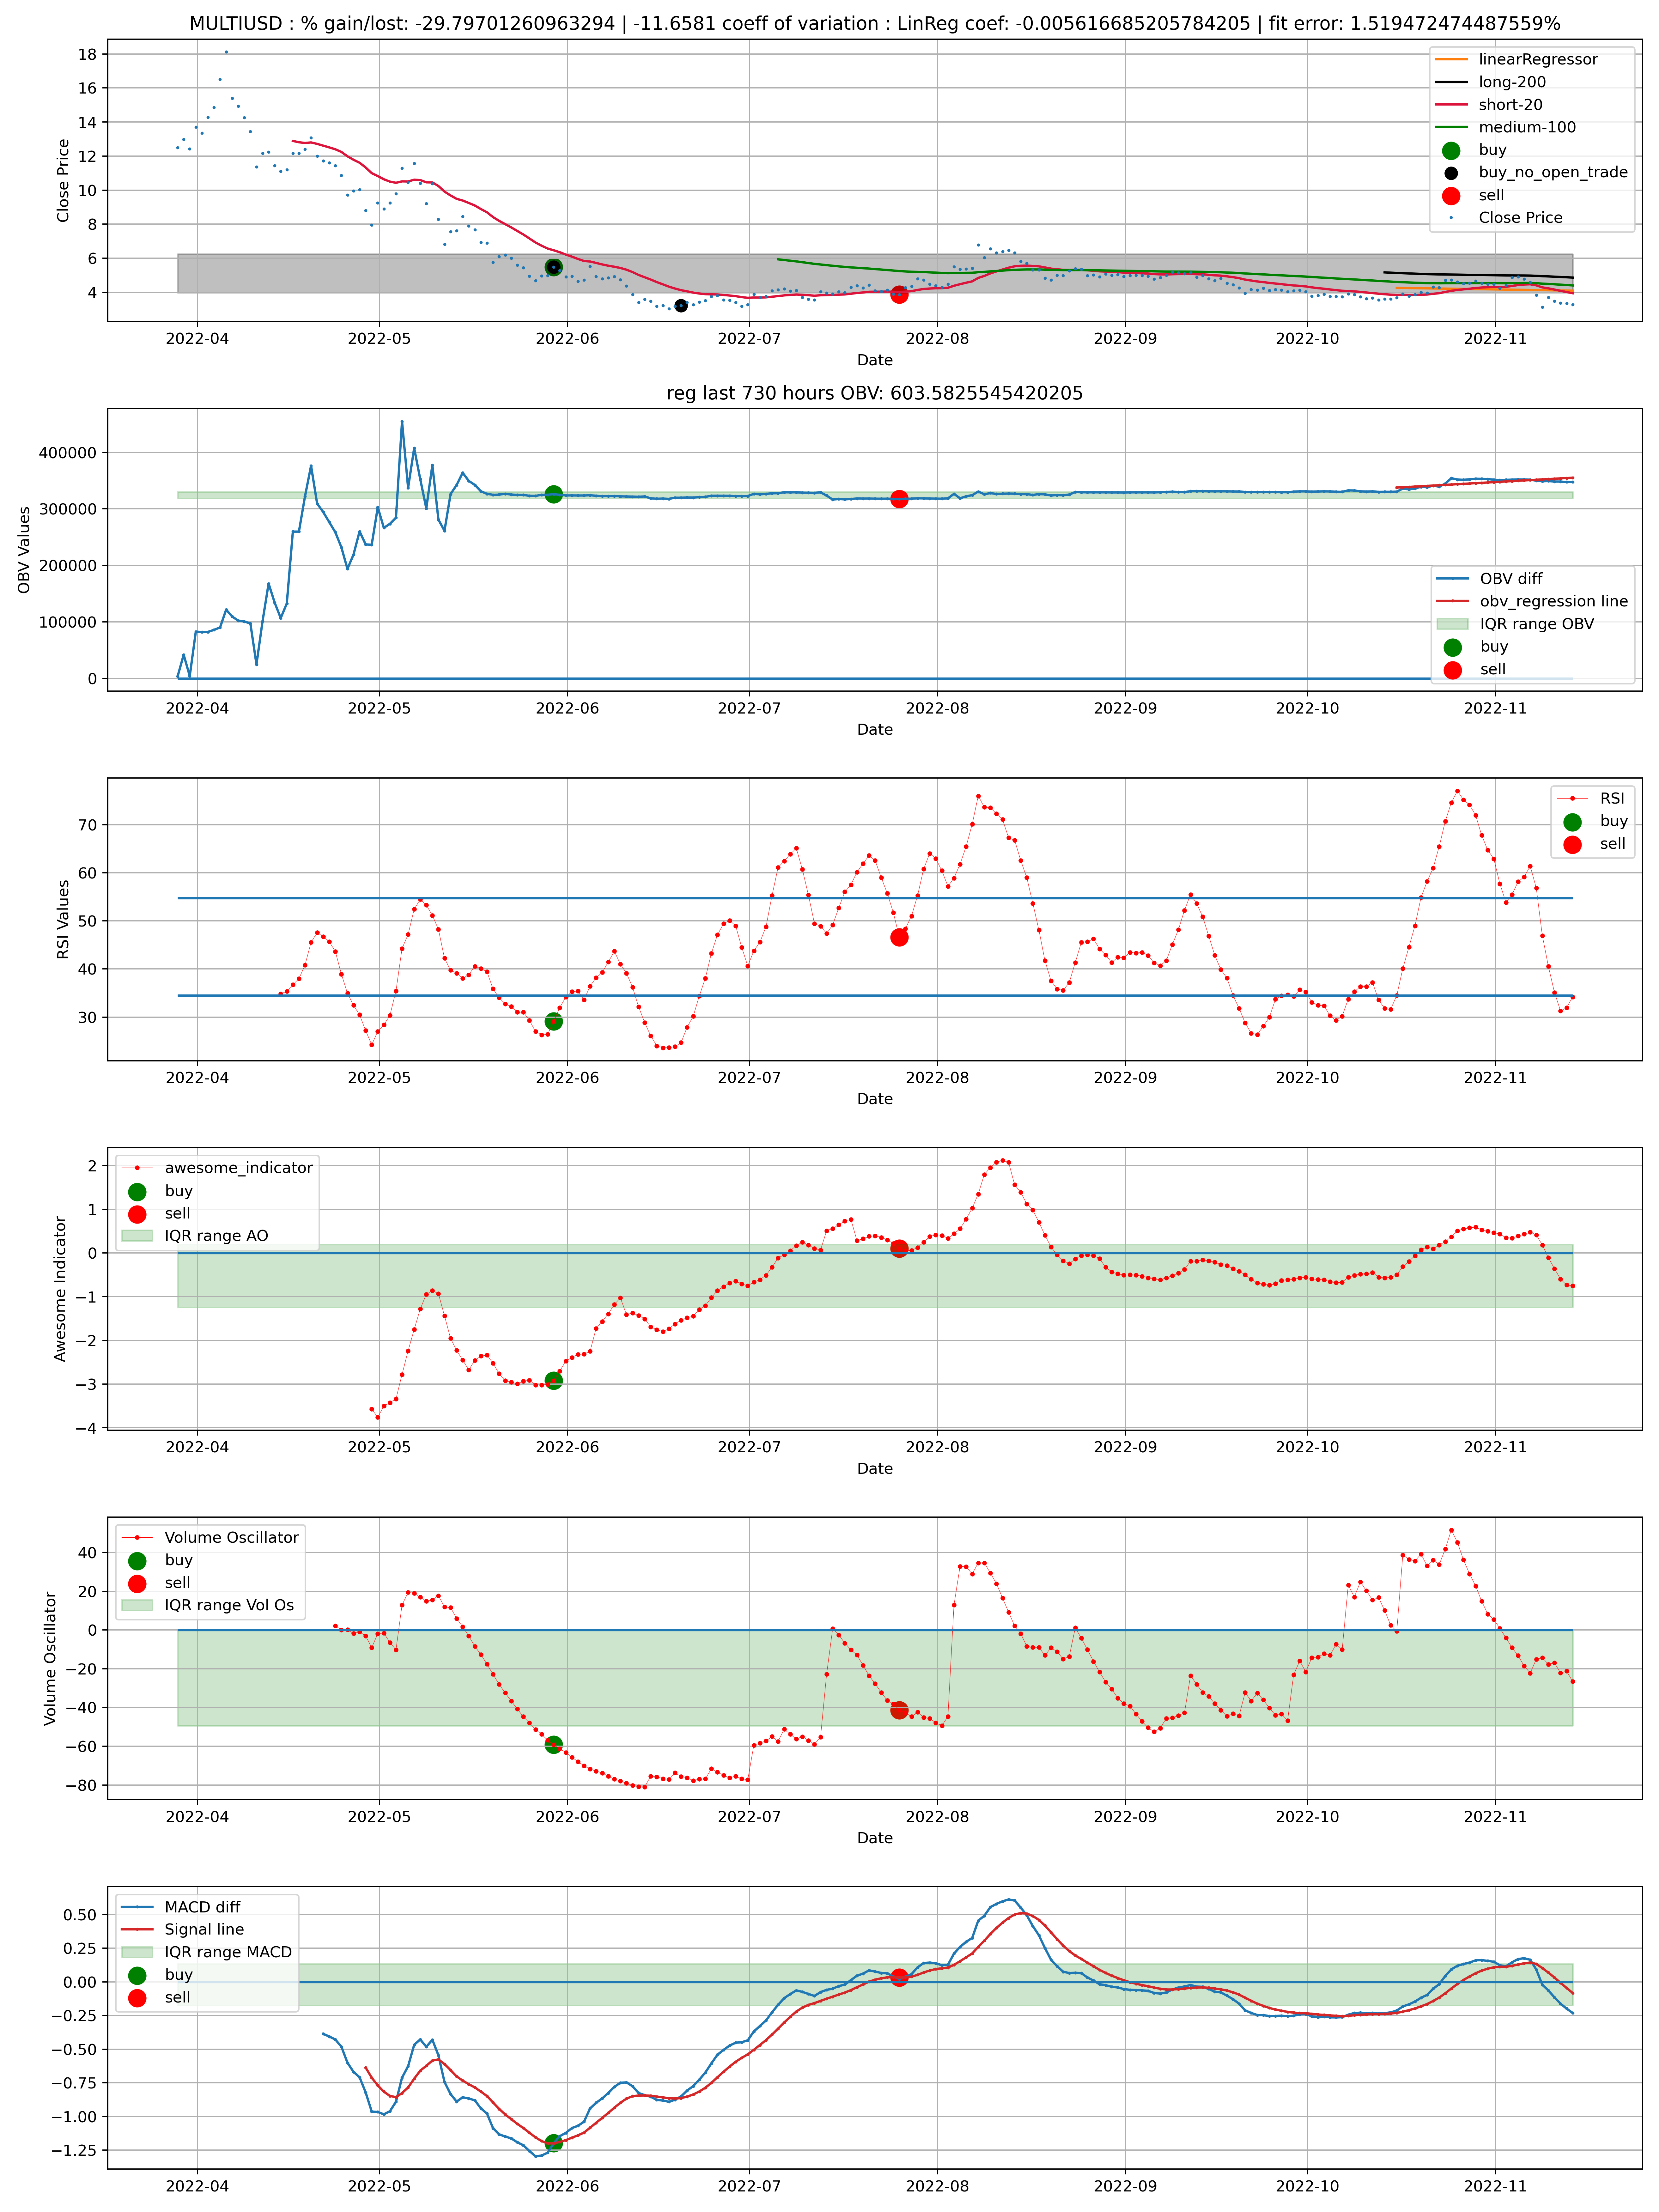 MULTIUSD : % gain/lost: -29.79701260963294 | -11.6581 coeff of variation : LinReg coef: -0.005616685205784205 | fit error: 1.519472474487559%
18
16
14
12
10
8
6
4
Close Price
linearRegressor
long-200
short-20
medium-100
buy
buy_no_open_trade
sell
Close Price
2022-04 2022-05 2022-06 2022-07 2022-08 2022-09 2022-10 2022-11
Date
reg last 730 hours OBV: 603.5825545420205
400000
300000
200000
100000
0
OBV Values
OBV diff
obv_regression line
IQR range OBV
buy
sell
2022-04 2022-05 2022-06 2022-07 2022-08 2022-09 2022-10 2022-11
Date
70
60
50
40
30
RSI Values
RSI
buy
sell
2022-04 2022-05 2022-06 2022-07 2022-08 2022-09 2022-10 2022-11
Date
2
1
0
−1
−2
−3
−4
Awesome Indicator
awesome_indicator
buy
sell
IQR range AO
2022-04 2022-05 2022-06 2022-07 2022-08 2022-09 2022-10 2022-11
Date
40
20
0
−20
−40
−60
−80
Volume Oscillator
Volume Oscillator
buy
sell
IQR range Vol Os
2022-04 2022-05 2022-06 2022-07 2022-08 2022-09 2022-10 2022-11
Date
0.50
0.25
0.00
−0.25
−0.50
−0.75
−1.00
−1.25
MACD diff
Signal line
IQR range MACD
buy
sell
2022-04 2022-05 2022-06 2022-07 2022-08 2022-09 2022-10 2022-11